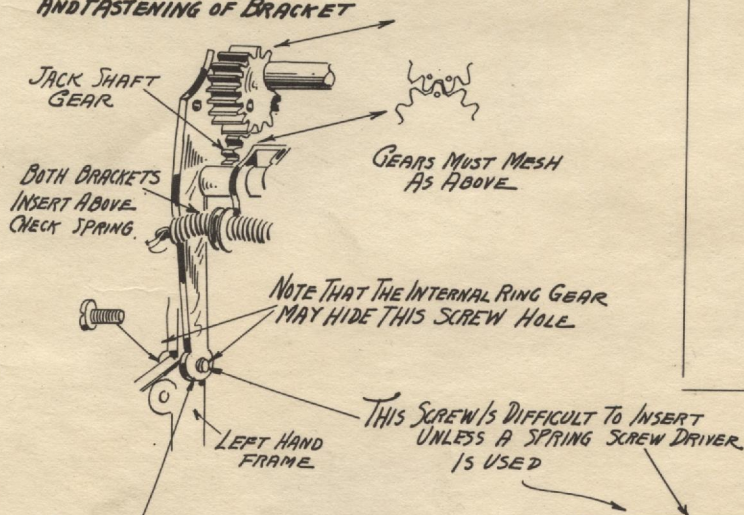 AND FASTENING OF BRACKET
JACK SHAFT
GEAR
GEARS MUST MESH
AS ABOVE
BOTH BRACKETS
INSERT ABOVE
CHECK SPRING.
NOTE THAT THE INTERNAL RING GEAR
MAY HIDE THIS SCREW HOLE
THIS SCREW IS DIFFICULT TO INSERT
UNLESS A SPRING SCREW DRIVER
IS USED
LEFT HAND
FRAME